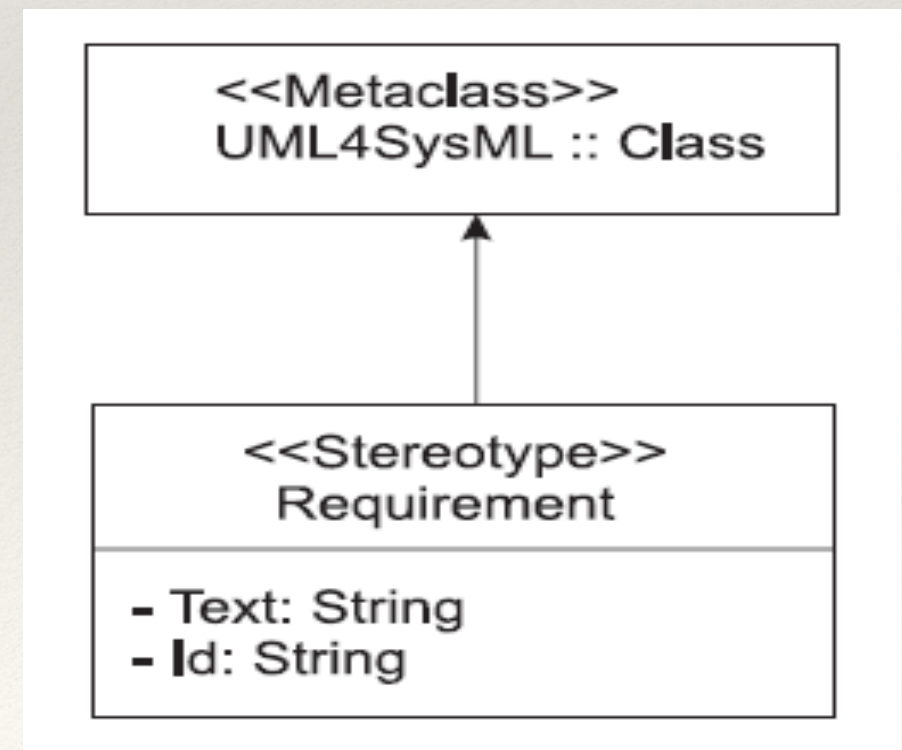 <<Metaclass>>
UML4SysML :: Class
<<Stereotype>>
Requirement
- Text: String
- Id: String